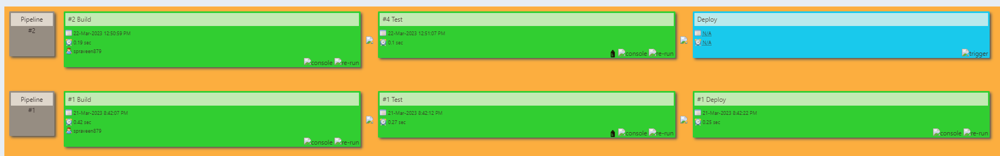 Pipeline
#2
#2 Build
22-Mar-2023 12:50:59 PM
0.19 sec
spraveen879
console re-run
#4 Test
22-Mar-2023 12:51:07 PM
0.1 sec
console re-run
Deploy
N/A
N/A
trigger
Pipeline
#1
#1 Build
21-Mar-2023 8:42:07 PM
0.42 sec
spraveen879
console re-run
#1 Test
21-Mar-2023 8:42:12 PM
0.27 sec
console re-run
#1 Deploy
21-Mar-2023 8:42:22 PM
0.25 sec
console re-run